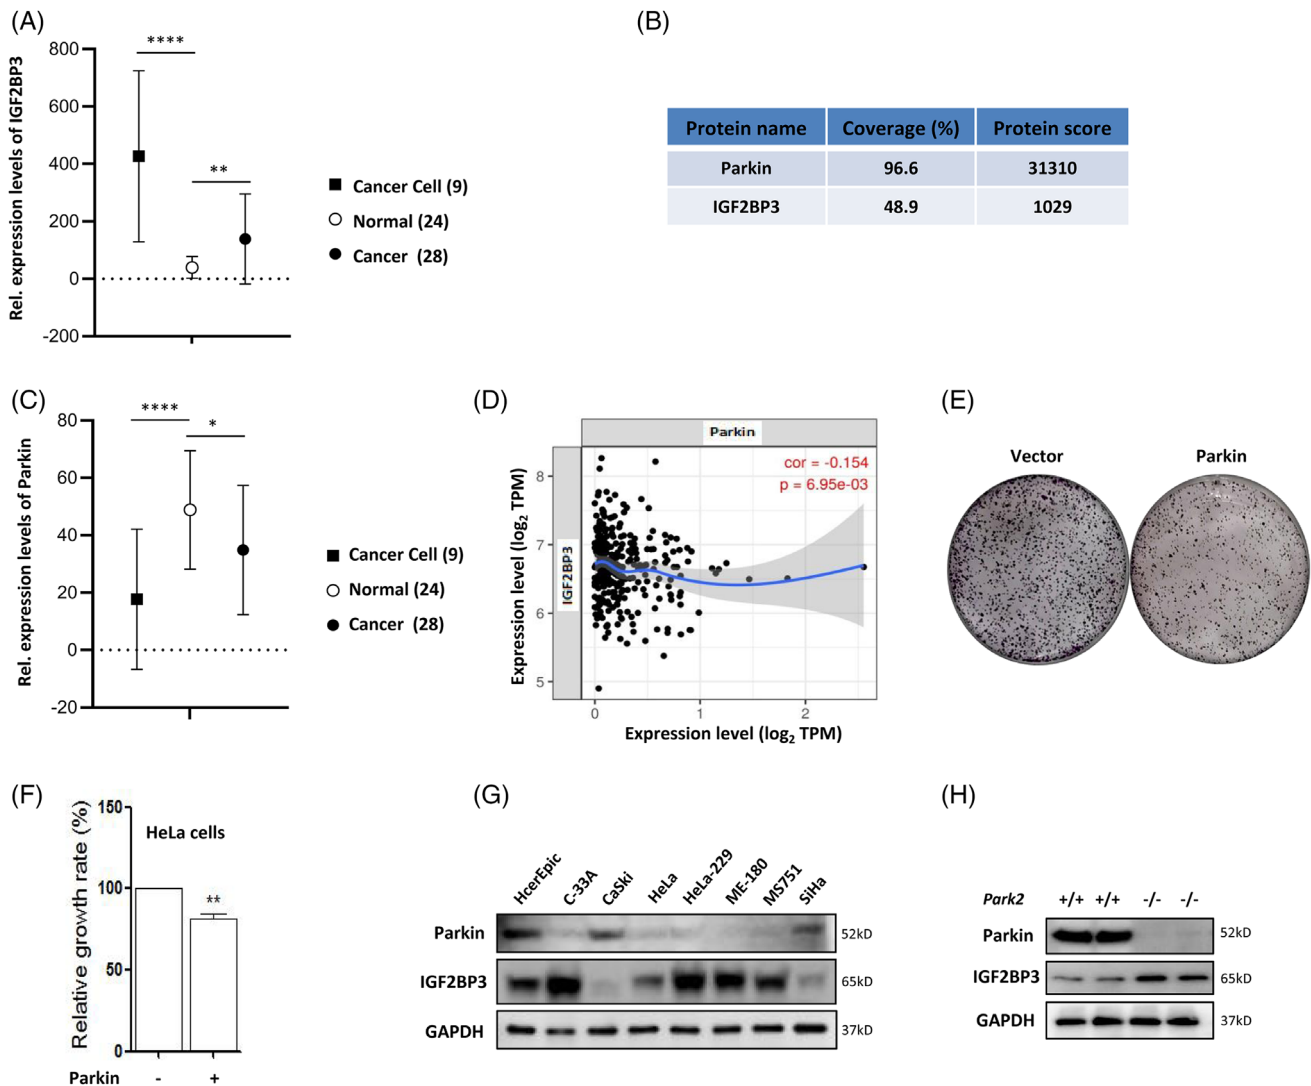 (A)
Rel. expression levels of IGF2BP3
800
600
400
200
0
-200
****
**
Cancer Cell (9)
Normal (24)
Cancer (28)
(B)
Protein name Coverage (%) Protein score
Parkin 96.6 31310
IGF2BP3 48.9 1029
(C)
Rel. expression levels of Parkin
80
60
40
20
0
-20
****
*
Cancer Cell (9)
Normal (24)
Cancer (28)
(D)
Parkin
cor = -0.154
p = 6.95e-03
Expression level (log2 TPM)
IGF2BP3
8
7
6
5
0 1 2
Expression level (log2 TPM)
(E)
Vector Parkin
(F)
Relative growth rate (%)
150
100
50
0
HeLa cells
**
Parkin - +
(G)
HcerEpic C-33A CaSki HeLa HeLa-229 ME-180 MS751 SiHa
Parkin 52kD
IGF2BP3 65kD
GAPDH 37kD
(H)
Park2 +/+ +/+ -/- -/-
Parkin 52kD
IGF2BP3 65kD
GAPDH 37kD